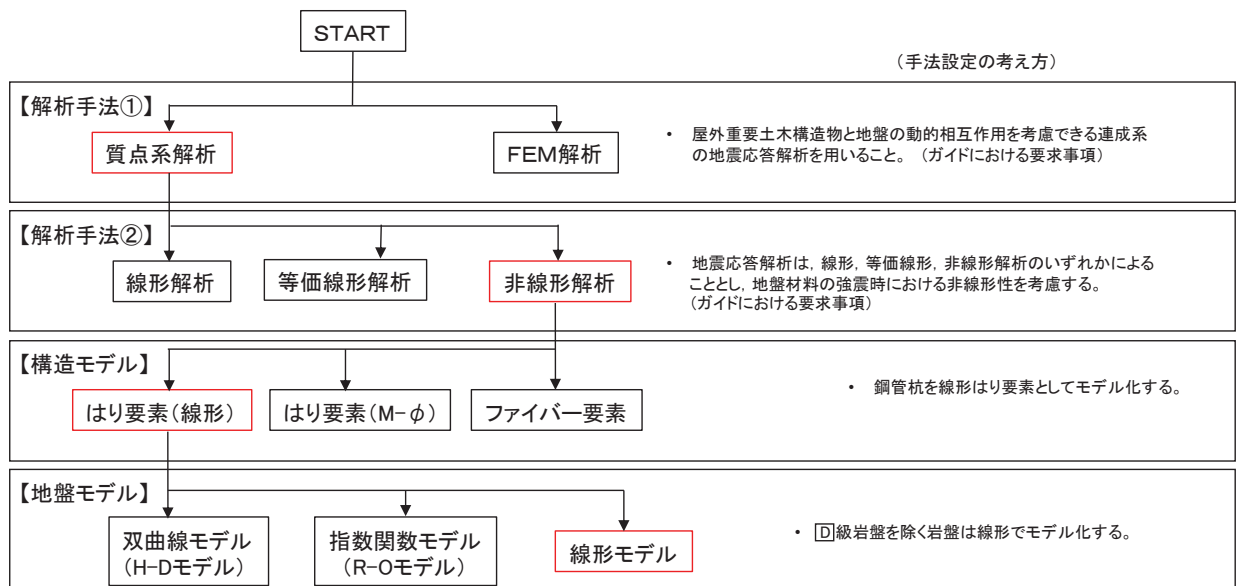 START
(手法設定の考え方)
【解析手法①】
質点系解析
FEM解析
・ 屋外重要土木構造物と地盤の動的相互作用を考慮できる連成系
の地震応答解析を用いること。 (ガイドにおける要求事項)
【解析手法②】
線形解析
等価線形解析
非線形解析
・ 地震応答解析は, 線形, 等価線形, 非線形解析のいずれかによる
こととし, 地盤材料の強震時における非線形性を考慮する。
(ガイドにおける要求事項)
【構造モデル】
はり要素(線形)
はり要素(M-φ)
ファイバー要素
・ 鋼管杭を線形はり要素としてモデル化する。
【地盤モデル】
双曲線モデル
(H-Dモデル)
指数関数モデル
(R-Oモデル)
線形モデル
・ D級岩盤を除く岩盤は線形でモデル化する。